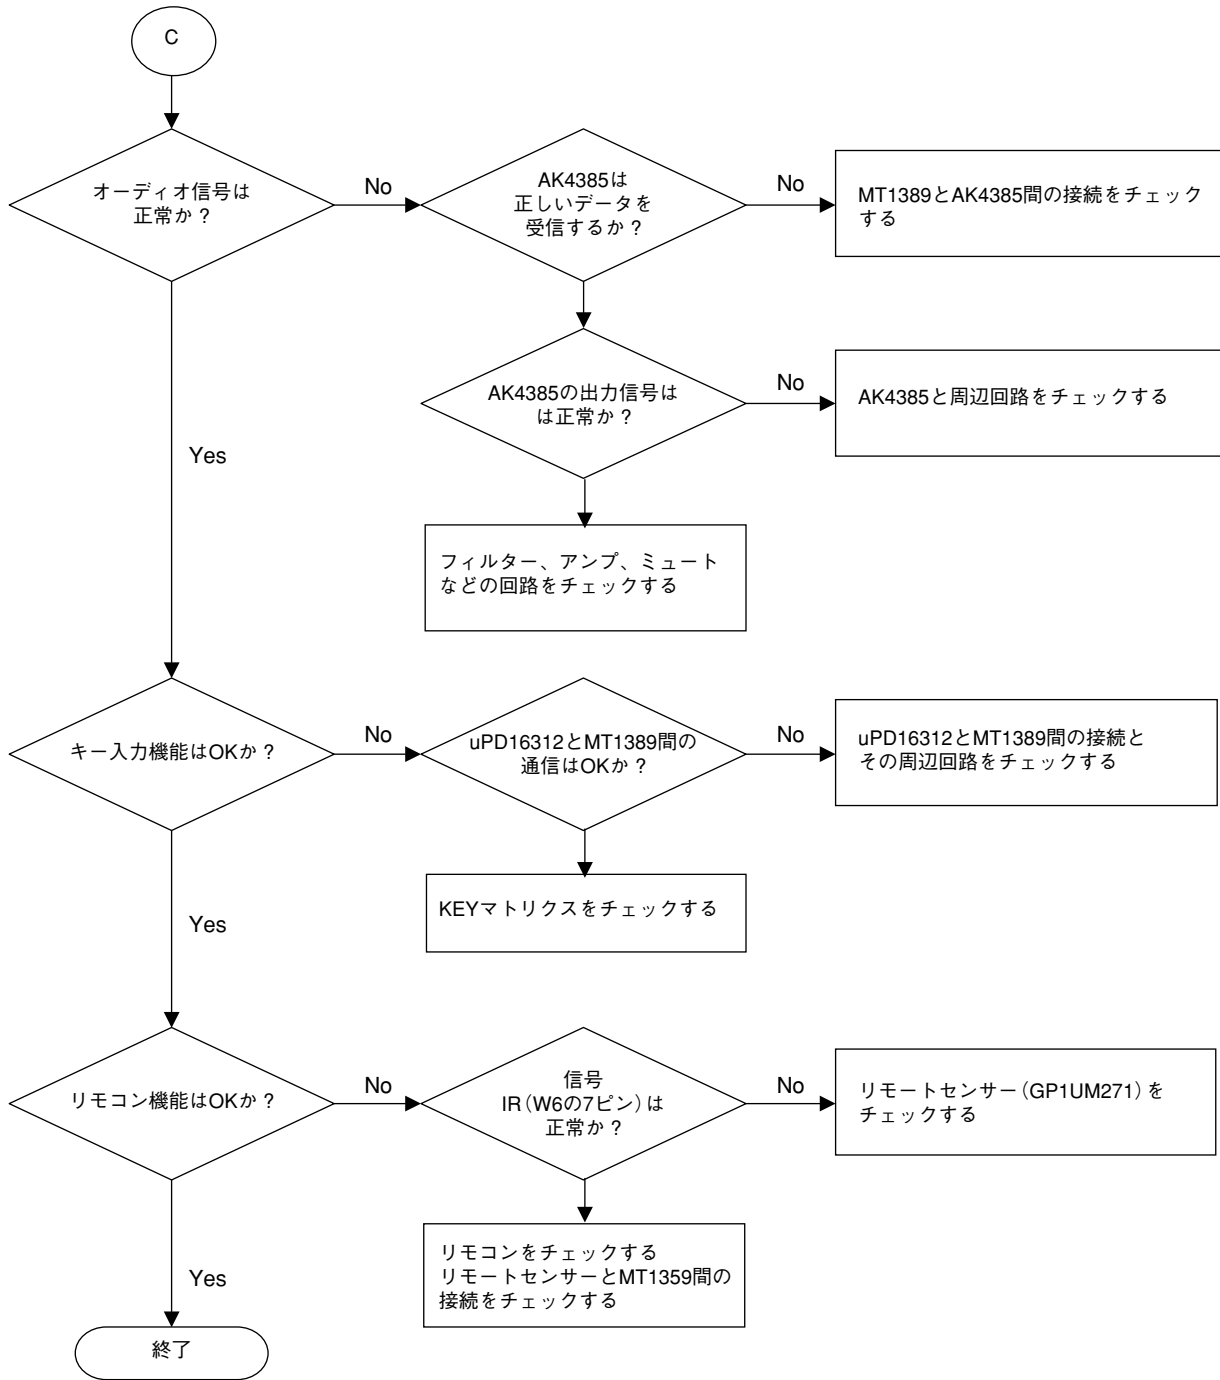 C
オーディオ信号は
正常か？
No
AK4385は
正しいデータを
受信するか？
No
MT1389とAK4385間の接続をチェック
する
AK4385の出力信号は
は正常か？
No
AK4385と周辺回路をチェックする
Yes
フィルター、アンプ、ミュート
などの回路をチェックする
キー入力機能はOKか？
No
uPD16312とMT1389間の
通信はOKか？
No
uPD16312とMT1389間の接続と
その周辺回路をチェックする
KEYマトリクスをチェックする
Yes
リモコン機能はOKか？
No
信号
IR（W6の7ピン）は
正常か？
No
リモートセンサー（GP1UM271）を
チェックする
リモコンをチェックする
リモートセンサーとMT1359間の
接続をチェックする
Yes
終了